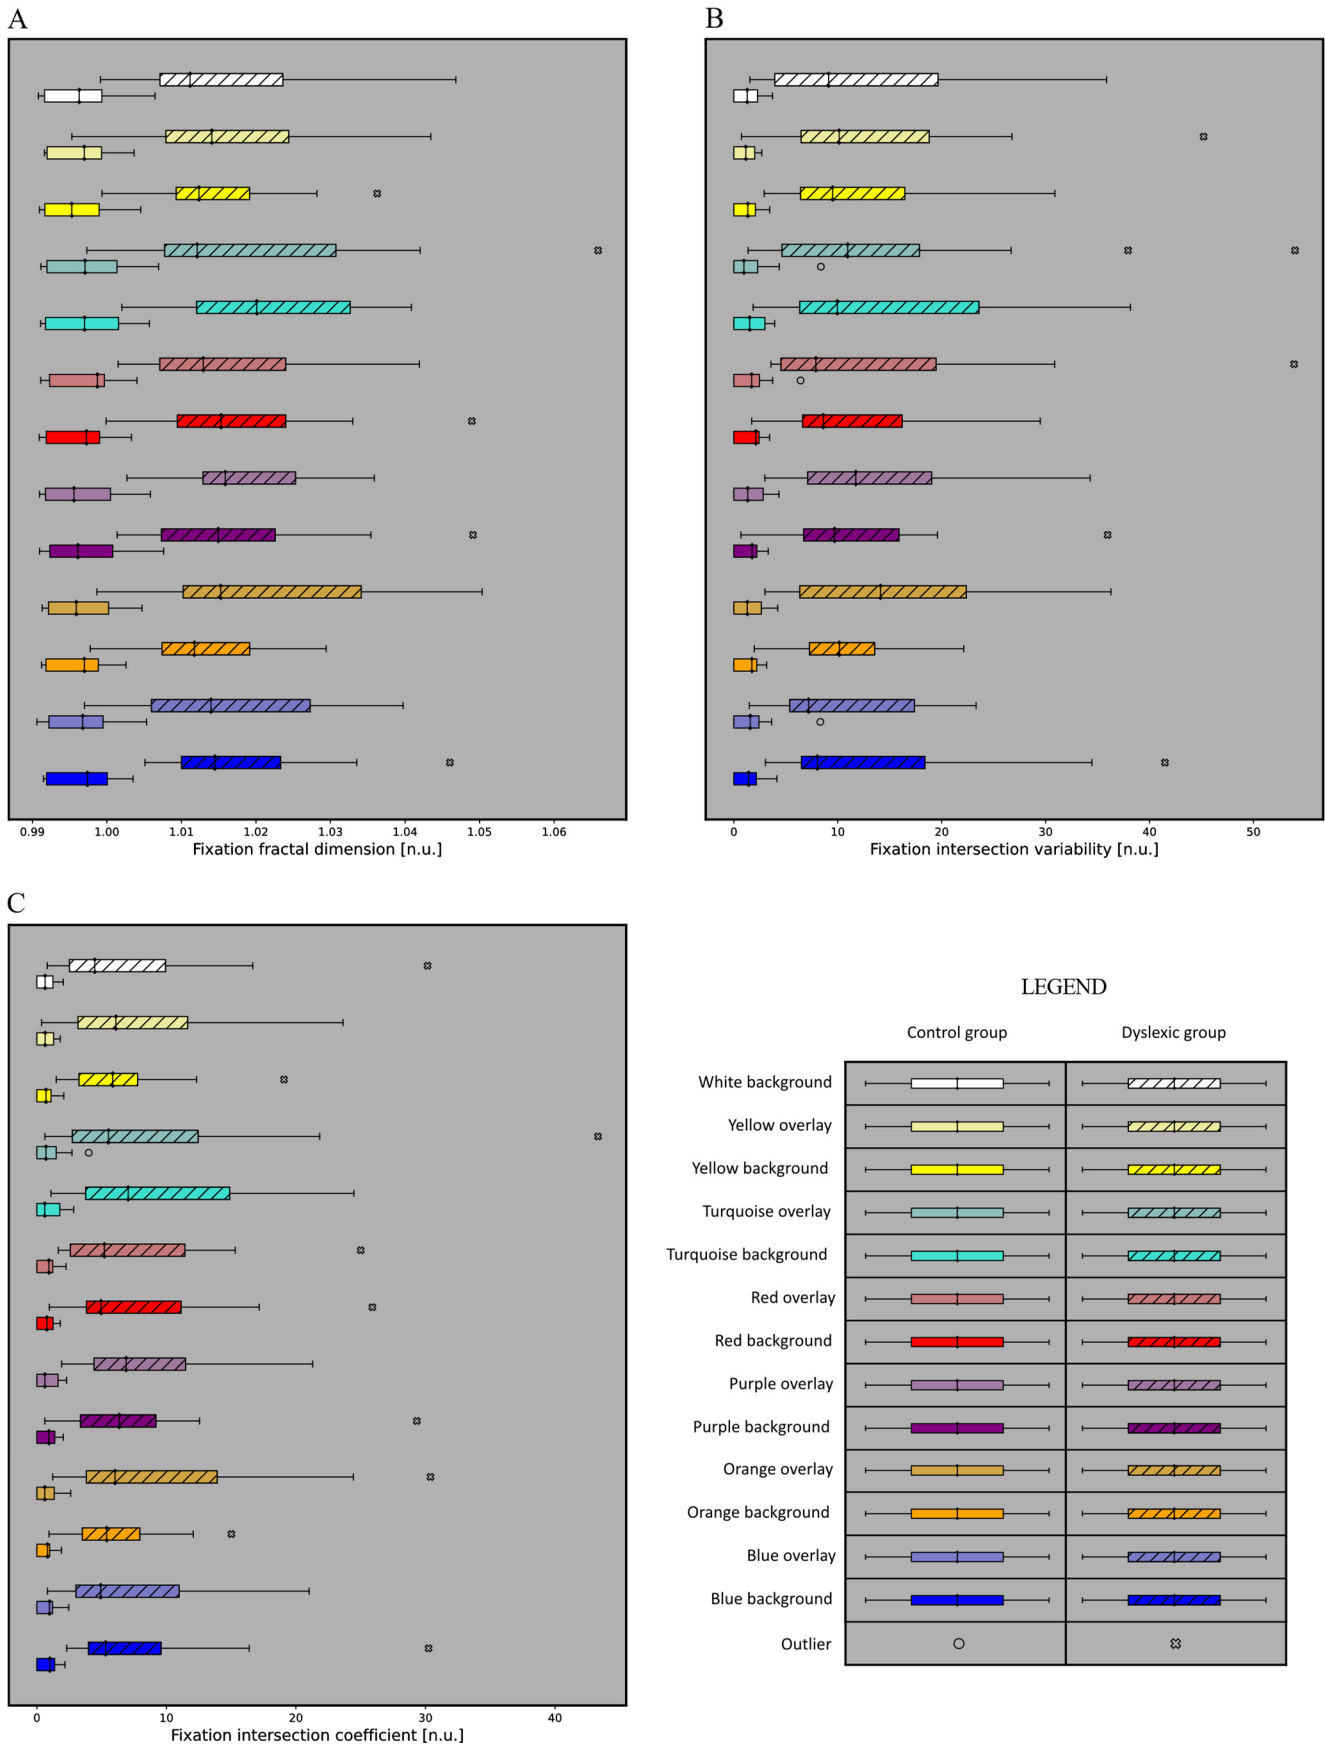 A
0.99 1.00 1.01 1.02 1.03 1.04 1.05 1.06
Fixation fractal dimension [n.u.]
B
0 10 20 30 40 50
Fixation intersection variability [n.u.]
C
0 10 20 30 40
Fixation intersection coefficient [n.u.]
LEGEND
Control group Dyslexic group
White background
Yellow overlay
Yellow background
Turquoise overlay
Turquoise background
Red overlay
Red background
Purple overlay
Purple background
Orange overlay
Orange background
Blue overlay
Blue background
Outlier